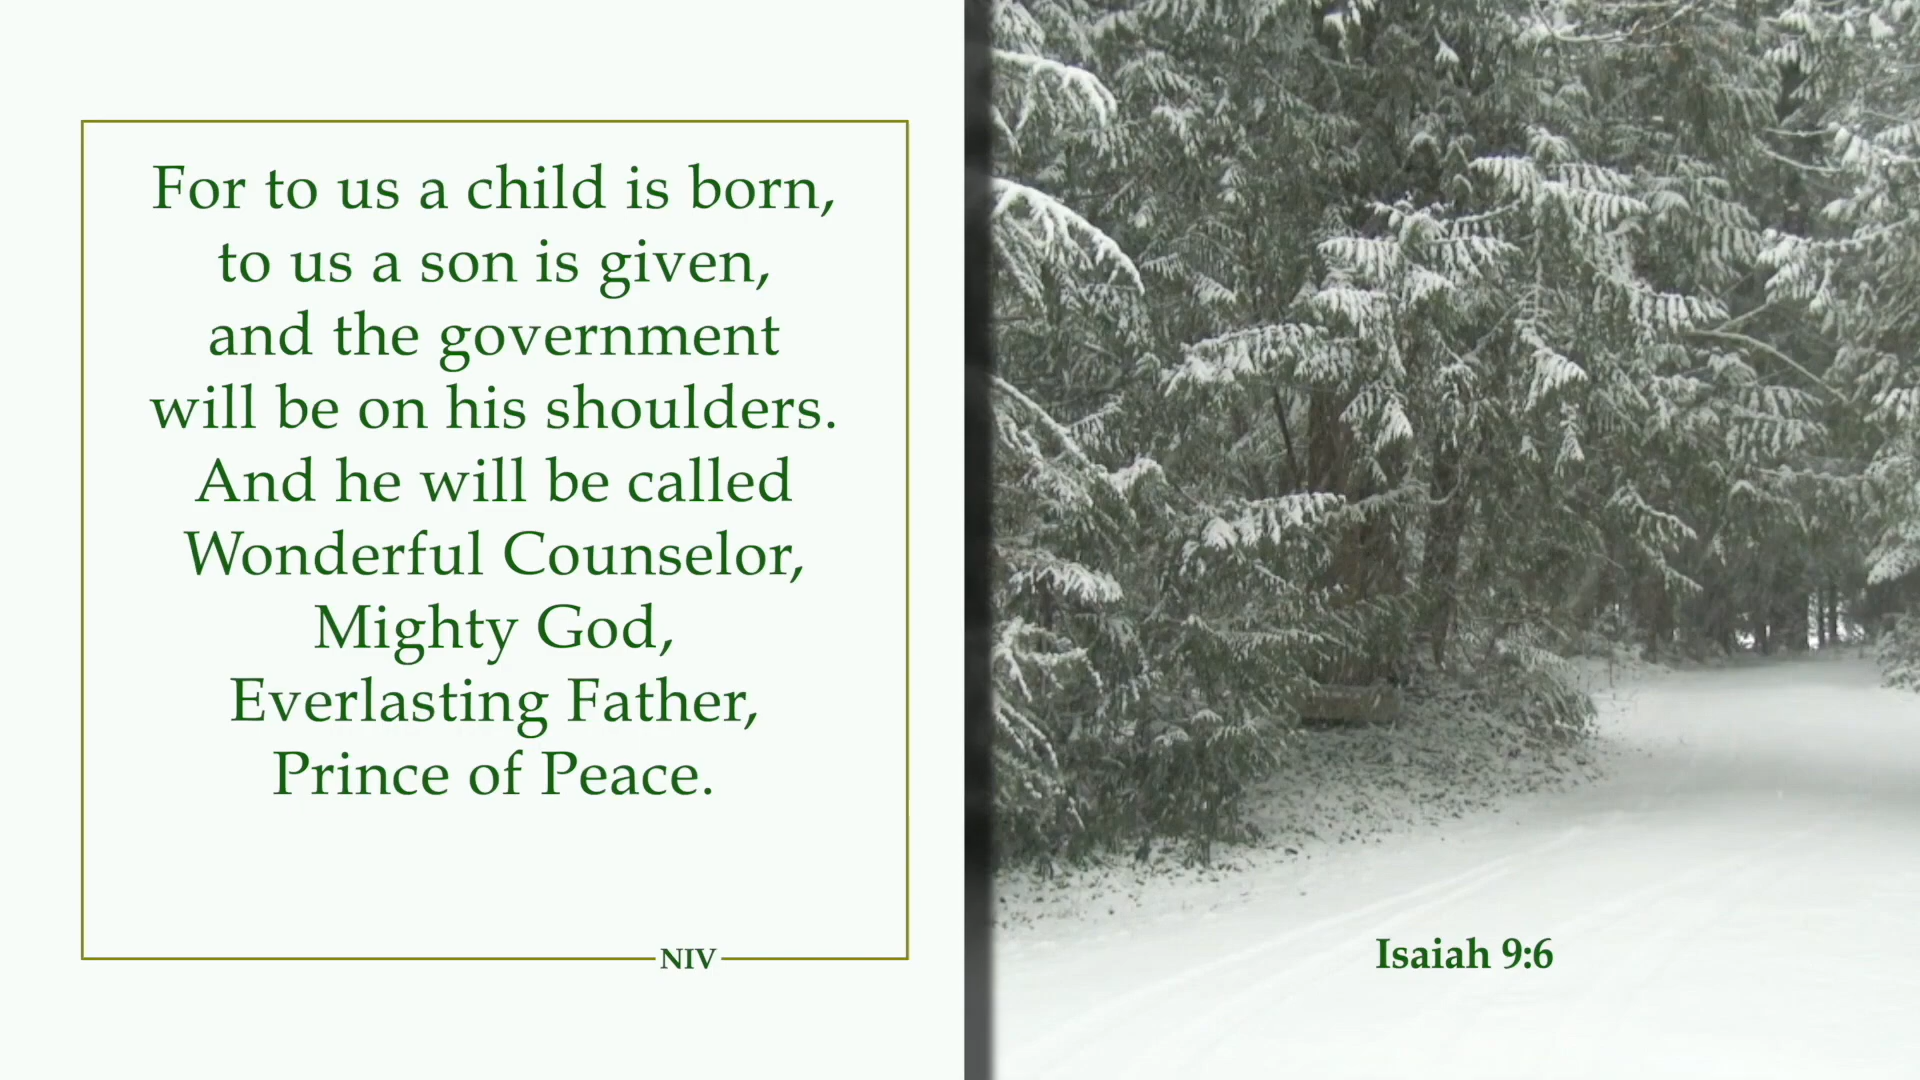 For to us a child is born,
to us a son is given,
and the government
will be on his shoulders.
And he will be called
Wonderful Counselor,
Mighty God,
Everlasting Father,
Prince of Peace.
NIV
Isaiah 9:6